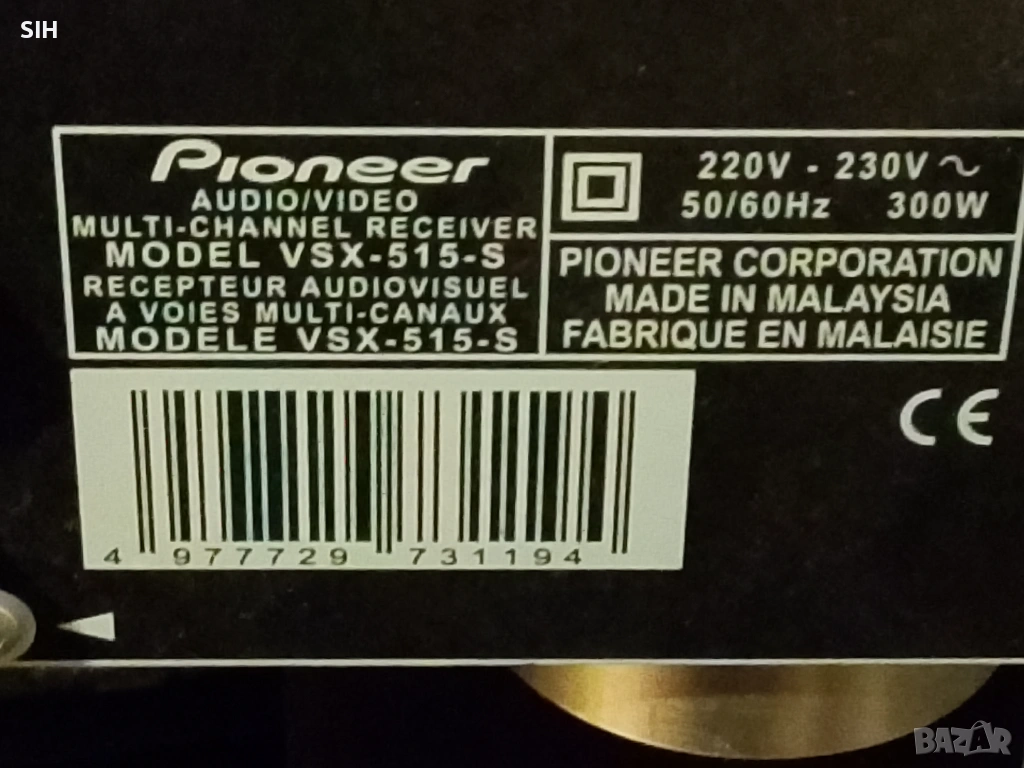 SIH
Pioneer
AUDIO/VIDEO
MULTI-CHANNEL RECEIVER
MODEL VSX-515-S
RECEPTEUR AUDIOVISUEL
A VOIES MULTI-CANAUX
MODELE VSX-515-S
220V - 230V ~
50/60Hz 300W
PIONEER CORPORATION
MADE IN MALAYSIA
FABRIQUE EN MALAISIE
CE
4 977729 731194
BAZAR